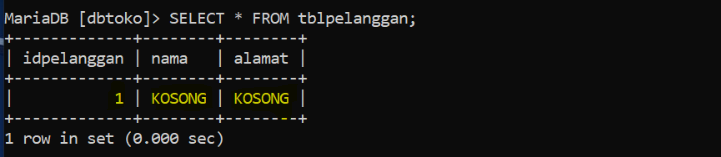 MariaDB [dbtoko]> SELECT * FROM tblpelanggan;
+-------------+--------+--------+
| idpelanggan | nama   | alamat |
+-------------+--------+--------+
|           1 | KOSONG | KOSONG |
+-------------+--------+--------+
1 row in set (0.000 sec)